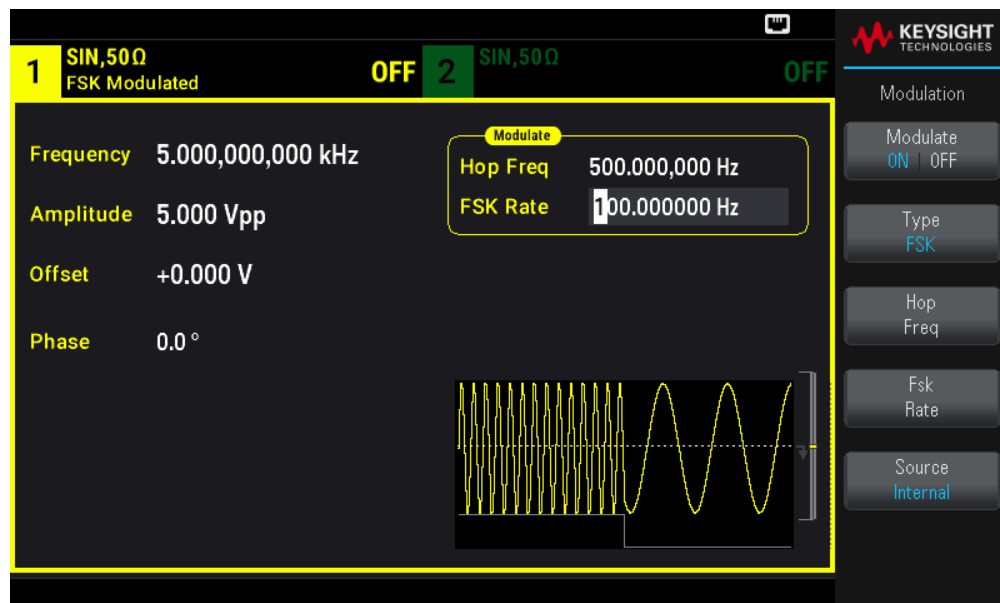 KEYSIGHT
TECHNOLOGIES
1
SIN,50Ω
FSK Modulated
OFF
2
SIN,50Ω
OFF
Frequency 5.000,000,000 kHz
Amplitude 5.000 Vpp
Offset +0.000 V
Phase 0.0 °
Modulate
Hop Freq 500.000,000 Hz
FSK Rate 100.000000 Hz
Modulation
Modulate
ON | OFF
Type
FSK
Hop
Freq
Fsk
Rate
Source
Internal